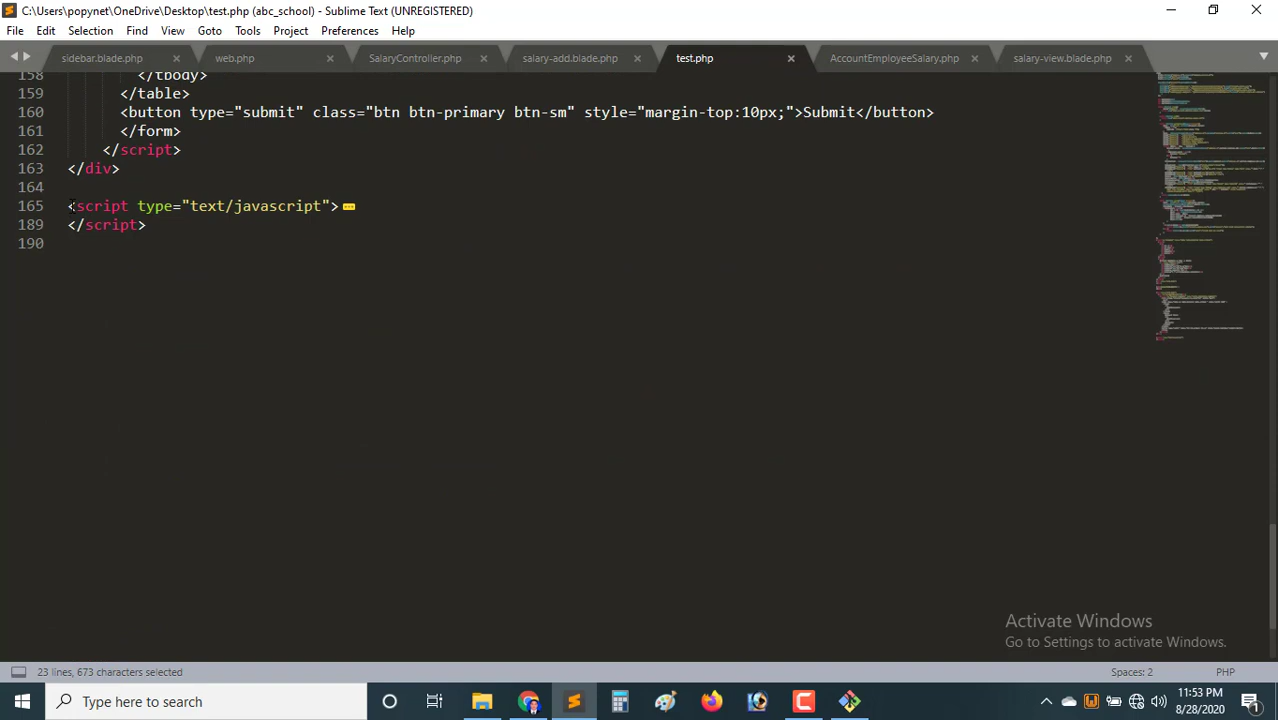 C:\Users\popynet\OneDrive\Desktop\test.php (abc_school) - Sublime Text (UNREGISTERED)
File Edit Selection Find View Goto Tools Project Preferences Help
sidebar.blade.php web.php SalaryController.php salary-add.blade.php test.php AccountEmployeeSalary.php salary-view.blade.php
158 </tbody>
159 </table>
160 <button type="submit" class="btn btn-primary btn-sm" style="margin-top:10px;">Submit</button>
161 </form>
162 </script>
163 </div>
164
165 <script type="text/javascript">
189 </script>
190
Activate Windows
Go to Settings to activate Windows.
23 lines, 673 characters selected Spaces: 2 PHP
Type here to search
11:53 PM
8/28/2020
1